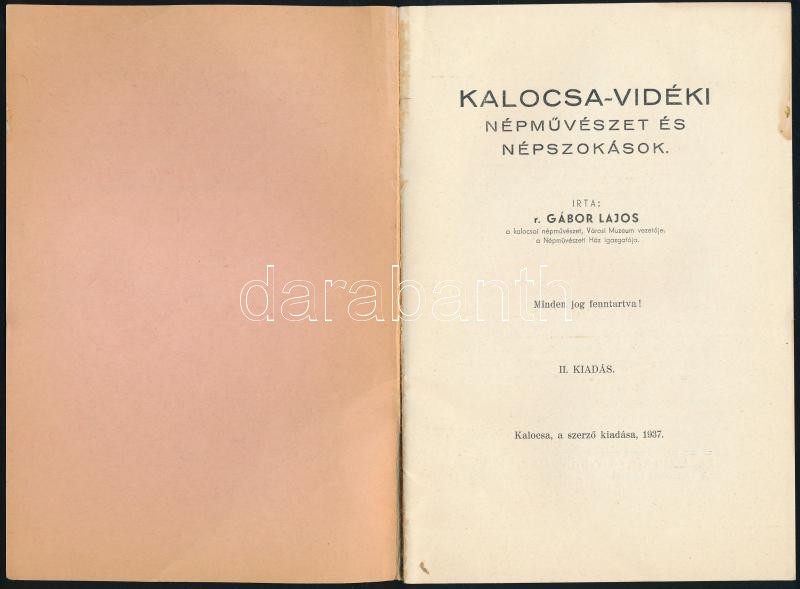 KALOCSA-VIDÉKI
NÉPMŰVÉSZET ÉS
NÉPSZOKÁSOK.
IRTA:
r. GÁBOR LAJOS
a kalocsai népművészet, Városi Muzeum vezetője,
a Népművészeti Ház igazgatója.
darabanth
Minden jog fenntartva!
II. KIADÁS.
Kalocsa, a szerző kiadása, 1937.